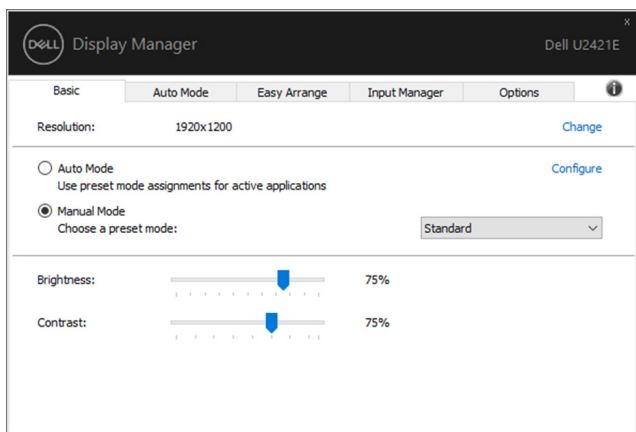 x
DELL Display Manager Dell U2421E
Basic Auto Mode Easy Arrange Input Manager Options i
Resolution: 1920x1200 Change
Auto Mode Configure
Use preset mode assignments for active applications
Manual Mode
Choose a preset mode: Standard
Brightness: 75%
Contrast: 75%